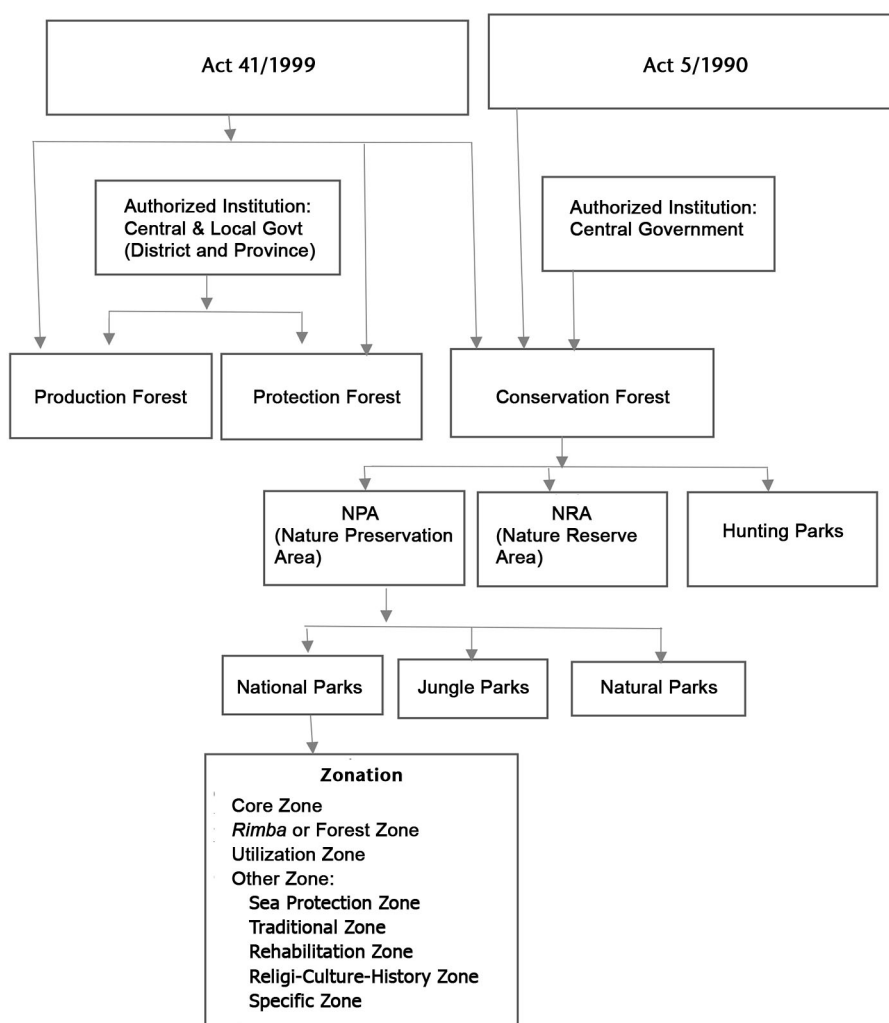 Act 41/1999
Act 5/1990
Authorized Institution:
Central & Local Govt
(District and Province)
Authorized Institution:
Central Government
Production Forest
Protection Forest
Conservation Forest
NPA
(Nature Preservation
Area)
NRA
(Nature Reserve
Area)
Hunting Parks
National Parks
Jungle Parks
Natural Parks
Zonation
Core Zone
Rimba or Forest Zone
Utilization Zone
Other Zone:
Sea Protection Zone
Traditional Zone
Rehabilitation Zone
Religi-Culture-History Zone
Specific Zone